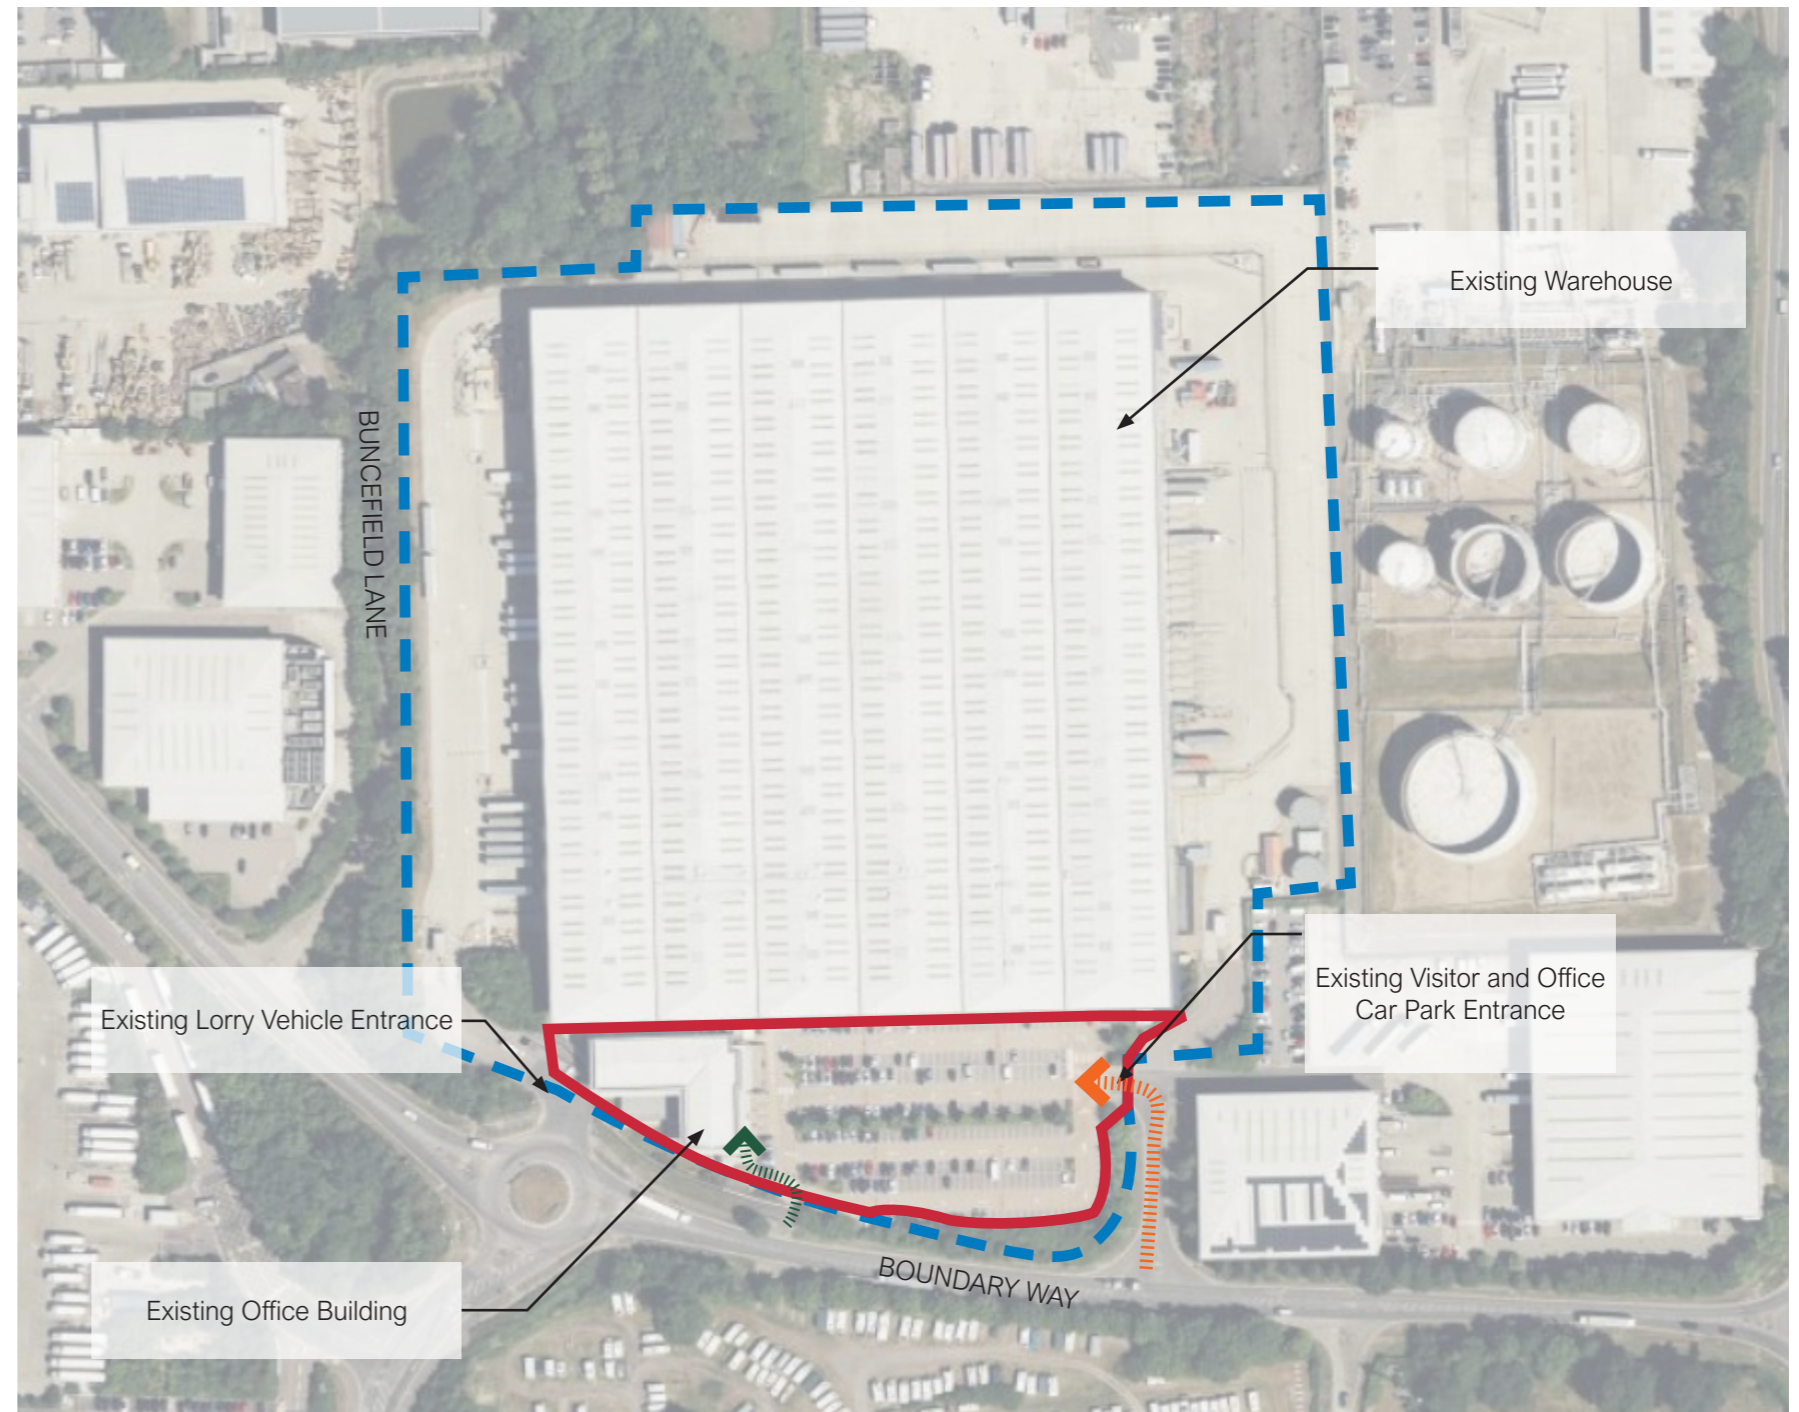 Existing Warehouse
BUNCEFIELD LANE
Existing Visitor and Office
Car Park Entrance
Existing Lorry Vehicle Entrance
BOUNDARY WAY
Existing Office Building